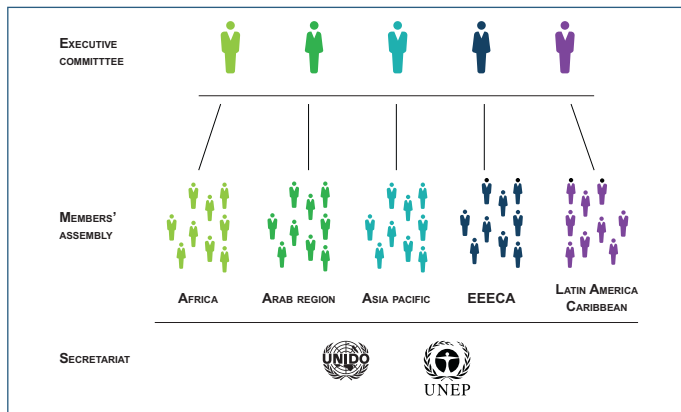 Executive
committtee
Members'
assembly
Africa
Arab region
Asia pacific
EEECA
Latin America
Caribbean
Secretariat
UNIDO
UNEP